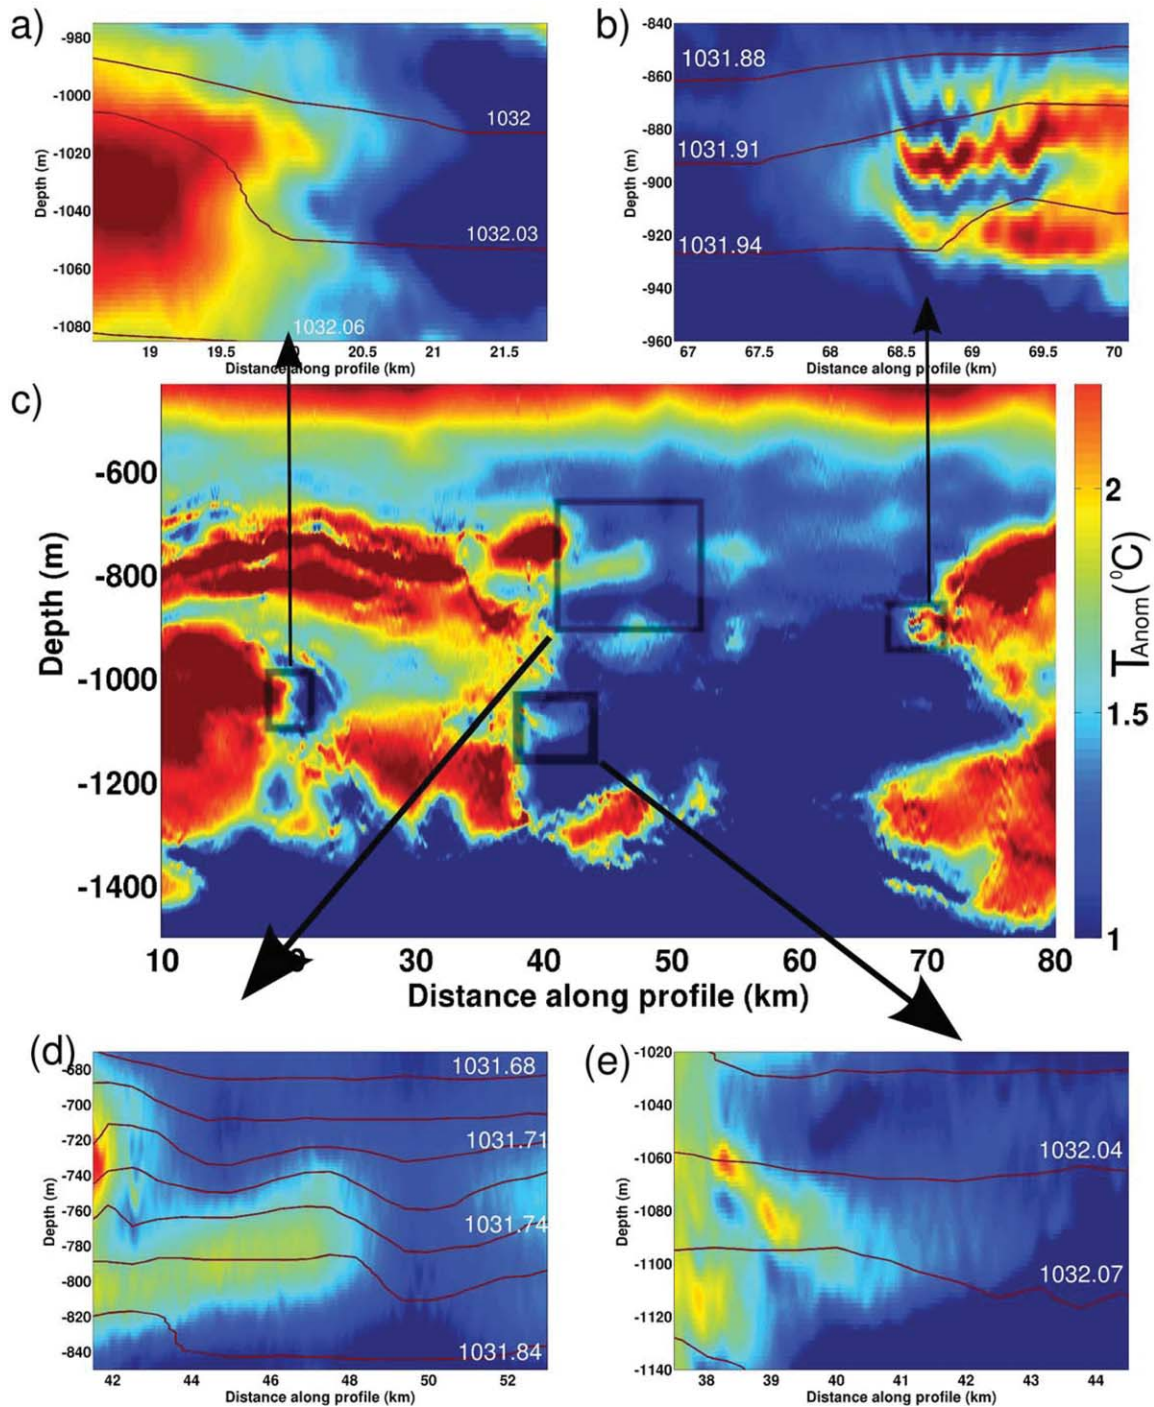 a)
-980
-1000
-1020
-1040
-1060
-1080
Depth (m)
1032
1032.03
1032.06
19 19.5 20.5 21 21.5
Distance along profile (km)
b)
-840
-860
-880
-900
-920
-940
-960
Depth (m)
1031.88
1031.91
1031.94
67 67.5 68 68.5 69 69.5 70
Distance along profile (km)
c)
-600
-800
-1000
-1200
-1400
Depth (m)
10 30 40 50 60 70 80
Distance along profile (km)
2
1.5
1
TAnom(⁰C)
(d)
-680
-700
-720
-740
-760
-780
-800
-820
-840
Depth (m)
1031.68
1031.71
1031.74
1031.84
42 44 46 48 50 52
Distance along profile (km)
(e)
-1020
-1040
-1060
-1080
-1100
-1120
-1140
Depth (m)
1032.04
1032.07
38 39 40 41 42 43 44
Distance along profile (km)